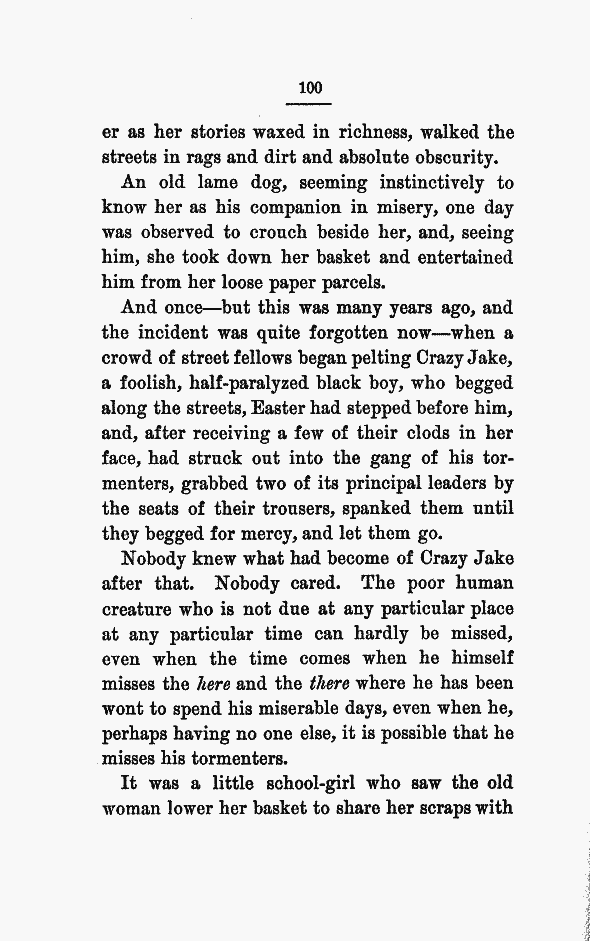 100
er as her stories waxed in richness, walked the
streets in rags and dirt and absolute obscurity.
An old lame dog, seeming instinctively to
know her as his companion in misery, one day
was observed to crouch beside her, and, seeing
him, she took down her basket and entertained
him from her loose paper parcels.
And once—but this was many years ago, and
the incident was quite forgotten now—when a
crowd of street fellows began pelting Crazy Jake,
a foolish, half-paralyzed black boy, who begged
along the streets, Easter had stepped before him,
and, after receiving a few of their clods in her
face, had struck out into the gang of his tor-
menters, grabbed two of its principal leaders by
the seats of their trousers, spanked them until
they begged for mercy, and let them go.
Nobody knew what had become of Crazy Jake
after that. Nobody cared. The poor human
creature who is not due at any particular place
at any particular time can hardly be missed,
even when the time comes when he himself
misses the here and the there where he has been
wont to spend his miserable days, even when he,
perhaps having no one else, it is possible that he
misses his tormenters.
It was a little school-girl who saw the old
woman lower her basket to share her scraps with